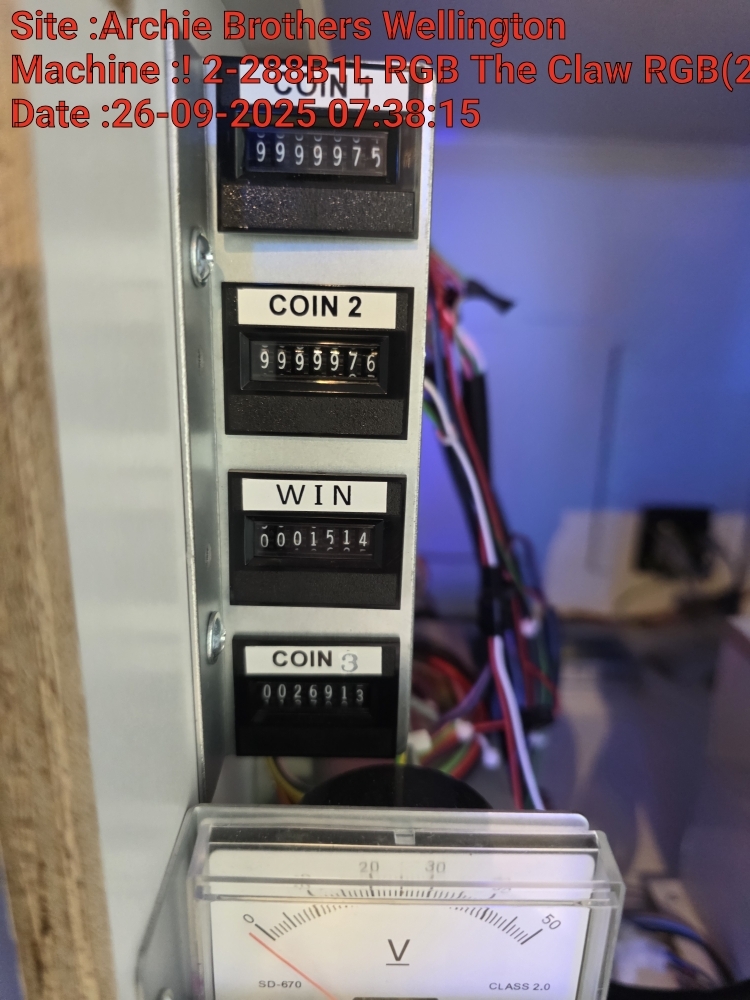 Site :Archie Brothers Wellington
Machine :! 2-288B1L RGB The Claw RGB(2
Date :26-09-2025 07:38:15
COIN 1
9999975
COIN 2
9999976
WIN
0001514
COIN 3
0026913
20 30
0 50
V
SD-670 CLASS 2.0